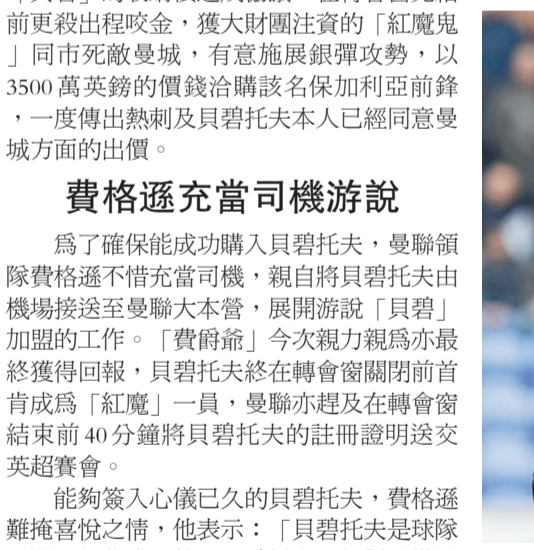 前更殺出程咬金，獲大財團注資的「紅魔鬼
」同市死敵曼城，有意施展銀彈攻勢，以
3500 萬英鎊的價錢洽購該名保加利亞前鋒
，一度傳出熱刺及貝碧托夫本人已經同意曼
城方面的出價。
費格遜充當司機游說
為了確保能成功購入貝碧托夫，曼聯領
隊費格遜不惜充當司機，親自將貝碧托夫由
機場接送至曼聯大本營，展開游說「貝碧」
加盟的工作。「費爵爺」今次親力親為亦最
終獲得回報，貝碧托夫終在轉會窗關閉前首
肯成為「紅魔」一員，曼聯亦趕及在轉會窗
結束前 40 分鐘將貝碧托夫的註冊證明送交
英超賽會。
能夠簽入心儀已久的貝碧托夫，費格遜
難掩喜悅之情，他表示：「貝碧托夫是球隊